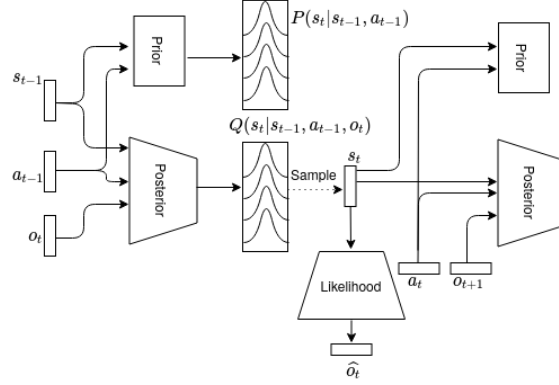 P(s_t|s_{t-1}, a_{t-1})
Prior
Prior
s_{t-1}
Q(s_t|s_{t-1}, a_{t-1}, o_t)
a_{t-1}
Posterior
Sample
s_t
Posterior
o_t
Likelihood
a_t
o_{t+1}
\widehat{o}_t